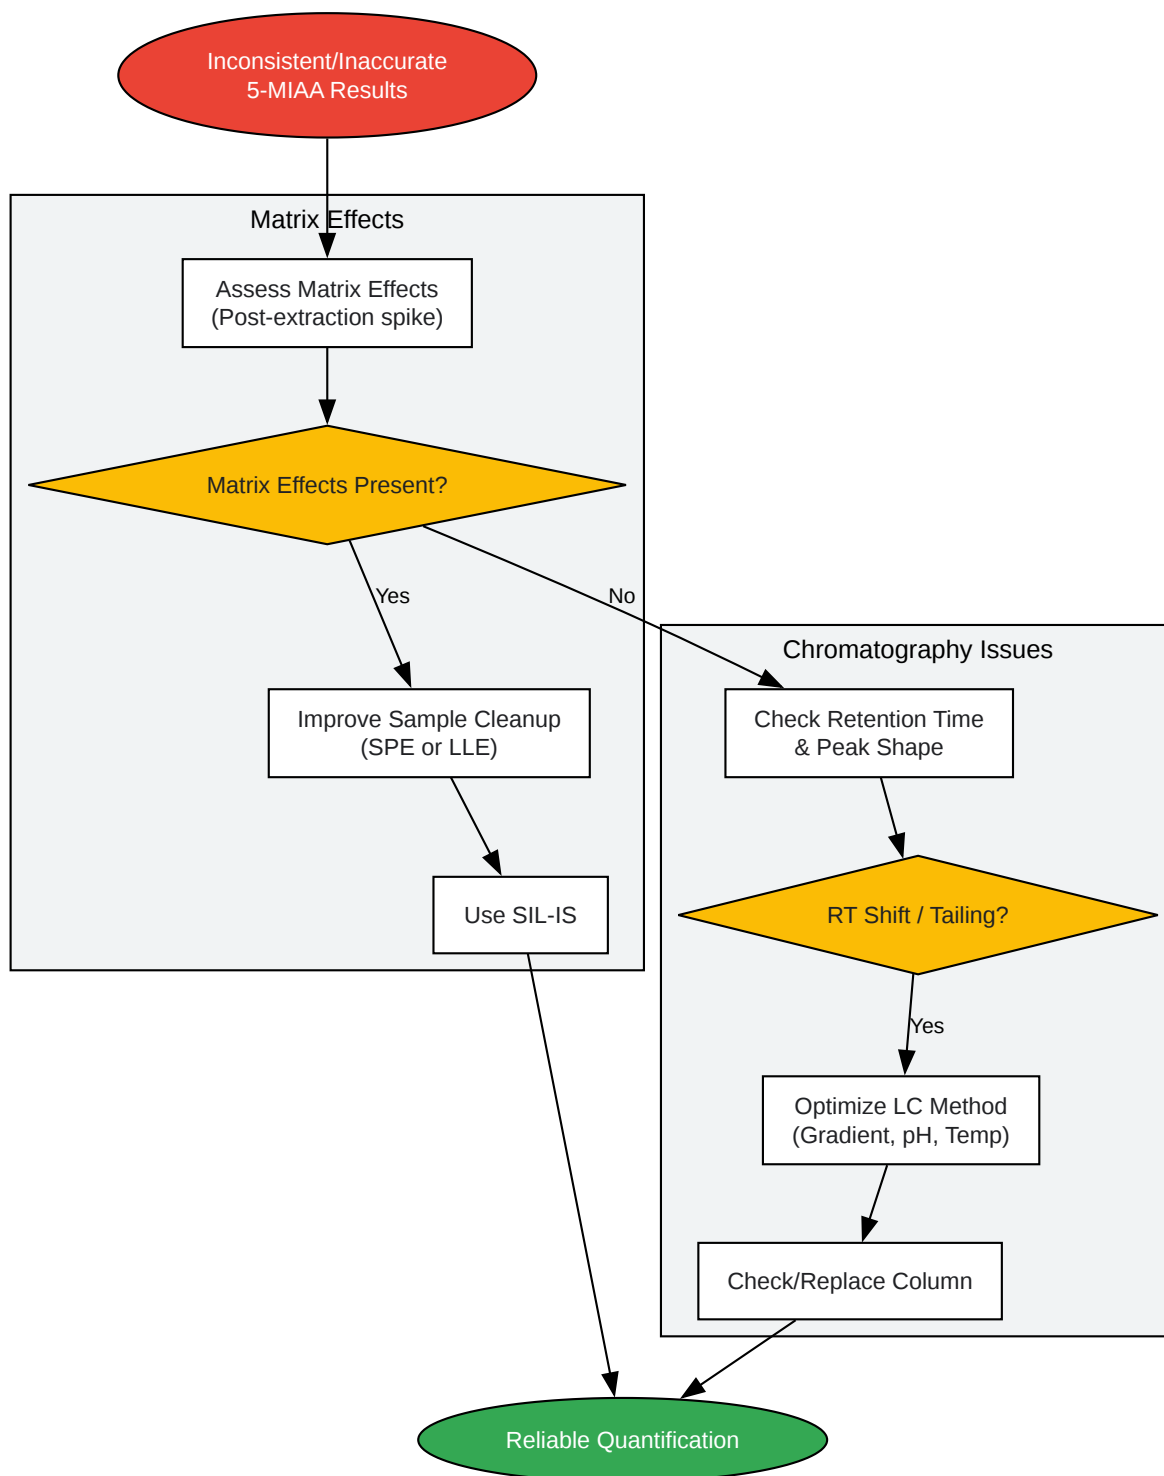 Inconsistent/Inaccurate
5-MIAA Results
Matrix Effects
Assess Matrix Effects
(Post-extraction spike)
Matrix Effects Present?
Yes
No
Improve Sample Cleanup
(SPE or LLE)
Use SIL-IS
Chromatography Issues
Check Retention Time
& Peak Shape
RT Shift / Tailing?
Yes
Optimize LC Method
(Gradient, pH, Temp)
Check/Replace Column
Reliable Quantification